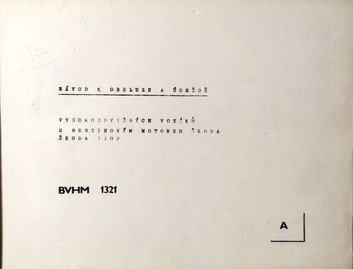 NÁVOD K OBSLUZE A ÚDRŽBĚ
VYSOKOZDVIŽNÝCH VOZÍKŮ
S BENZINOVÝM MOTOREM ŠKODA
ŠKODA 1202
BVHM 1321
A